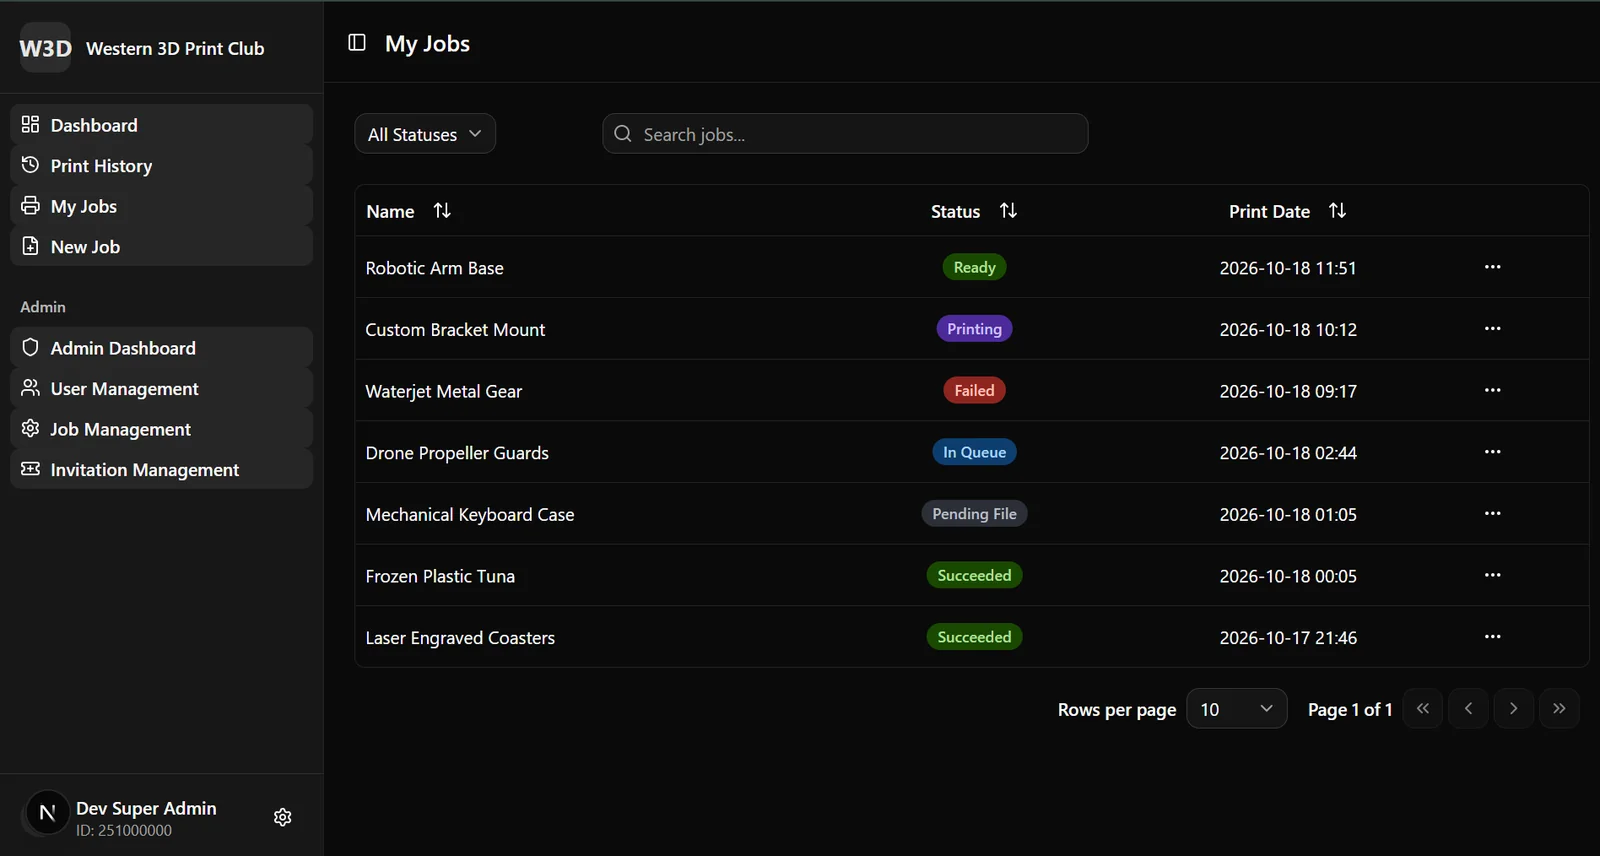 W3D Western 3D Print Club
Dashboard
Print History
My Jobs
New Job
Admin
Admin Dashboard
User Management
Job Management
Invitation Management
N
Dev Super Admin
ID: 251000000
My Jobs
All Statuses
Search jobs...
Name Status Print Date
Robotic Arm Base Ready 2026-10-18 11:51
Custom Bracket Mount Printing 2026-10-18 10:12
Waterjet Metal Gear Failed 2026-10-18 09:17
Drone Propeller Guards In Queue 2026-10-18 02:44
Mechanical Keyboard Case Pending File 2026-10-18 01:05
Frozen Plastic Tuna Succeeded 2026-10-18 00:05
Laser Engraved Coasters Succeeded 2026-10-17 21:46
Rows per page 10 Page 1 of 1